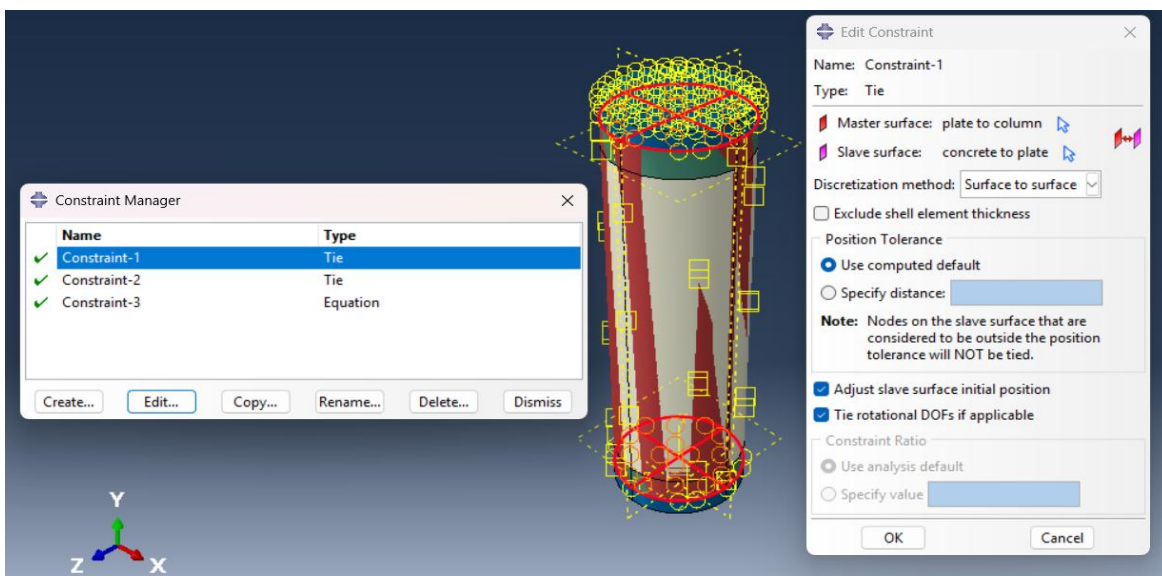 Constraint Manager
Name Type
Constraint-1 Tie
Constraint-2 Tie
Constraint-3 Equation
Create... Edit... Copy... Rename... Delete... Dismiss
Y
Z X
Edit Constraint
Name: Constraint-1
Type: Tie
Master surface: plate to column
Slave surface: concrete to plate
Discretization method: Surface to surface
Exclude shell element thickness
Position Tolerance
Use computed default
Specify distance:
Note: Nodes on the slave surface that are
considered to be outside the position
tolerance will NOT be tied.
Adjust slave surface initial position
Tie rotational DOFs if applicable
Constraint Ratio
Use analysis default
Specify value
OK Cancel